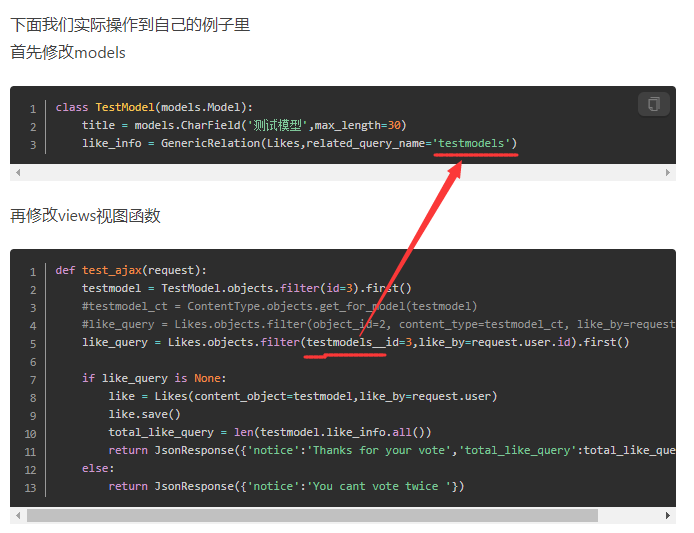 下面我们实际操作到自己的例子里
首先修改models
1 class TestModel(models.Model):
2 title = models.CharField('测试模型',max_length=30)
3 like_info = GenericRelation(Likes,related_query_name='testmodels')
再修改views视图函数
1 def test_ajax(request):
2 testmodel = TestModel.objects.filter(id=3).first()
3 #testmodel_ct = ContentType.objects.get_for_model(testmodel)
4 #like_query = Likes.objects.filter(object_id=2, content_type=testmodel_ct, like_by=request
5 like_query = Likes.objects.filter(testmodels__id=3,like_by=request.user.id).first()
6
7 if like_query is None:
8 like = Likes(content_object=testmodel,like_by=request.user)
9 like.save()
10 total_like_query = len(testmodel.like_info.all())
11 return JsonResponse({'notice':'Thanks for your vote','total_like_query':total_like_que
12 else:
13 return JsonResponse({'notice':'You cant vote twice '})